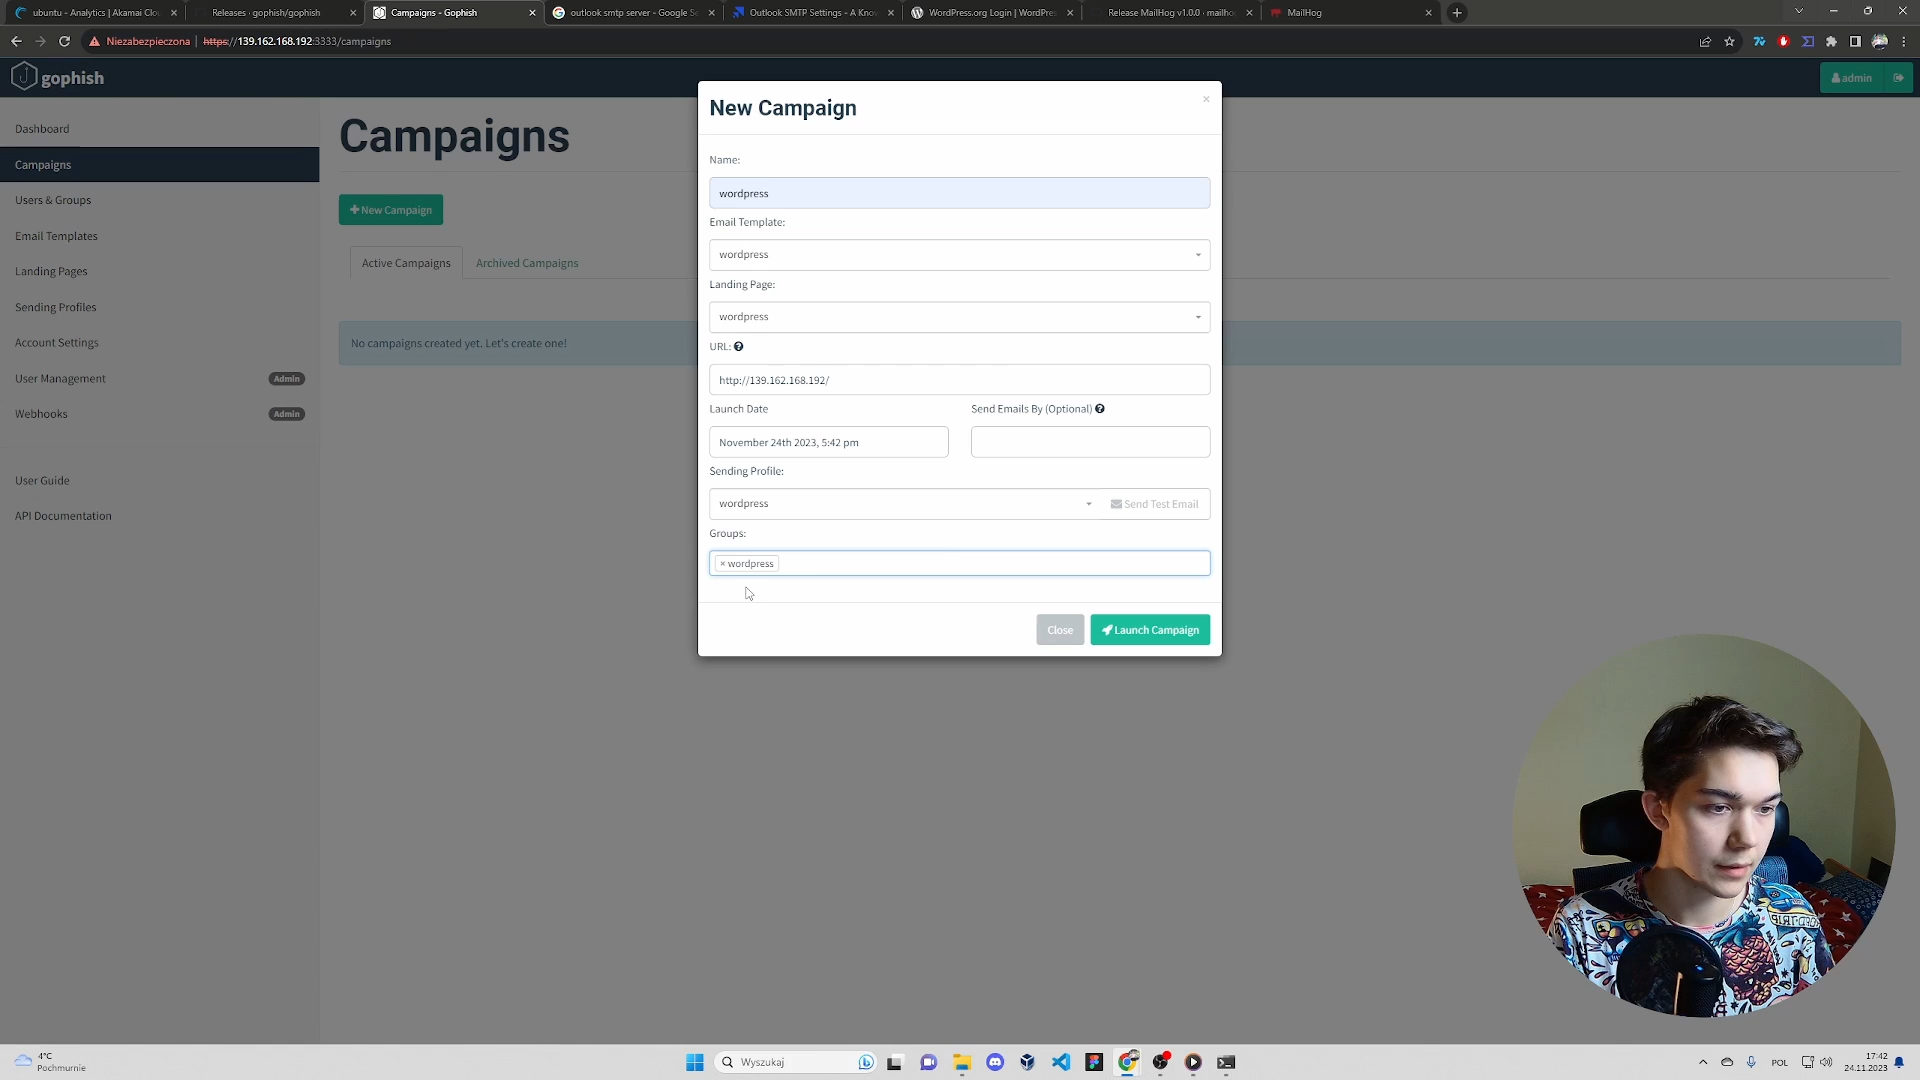 ubuntu - Analytics | Akamai Clo
Releases · gophish/gophish
Campaigns - Gophish
outlook smtp server - Google Se
Outlook SMTP Settings - A Know
WordPress.org Login | WordPres
Release MailHog v1.0.0 · mailho
MailHog
Niezabezpieczona
https://139.162.168.192:3333/campaigns
gophish
admin
Dashboard
Campaigns
Users & Groups
Email Templates
Landing Pages
Sending Profiles
Account Settings
User Management
Admin
Webhooks
Admin
User Guide
API Documentation
Campaigns
New Campaign
Active Campaigns
Archived Campaigns
No campaigns created yet. Let's create one!
New Campaign
×
Name:
wordpress
Email Template:
wordpress
Landing Page:
wordpress
URL:
http://139.162.168.192/
Launch Date
Send Emails By (Optional)
November 24th 2023, 5:42 pm
Sending Profile:
wordpress
Send Test Email
Groups:
× wordpress
Close
Launch Campaign
4°C
Pochmurnie
Wyszukaj
POL
17:42
24.11.2023